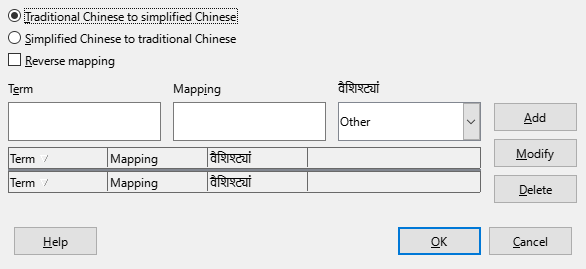 Traditional Chinese to simplified Chinese
Simplified Chinese to traditional Chinese
Reverse mapping
Term Mapping वैशिश्ट्यां
Other
Add
Term Mapping वैशिश्ट्यां
Modify
Term Mapping वैशिश्ट्यां
Delete
Help OK Cancel